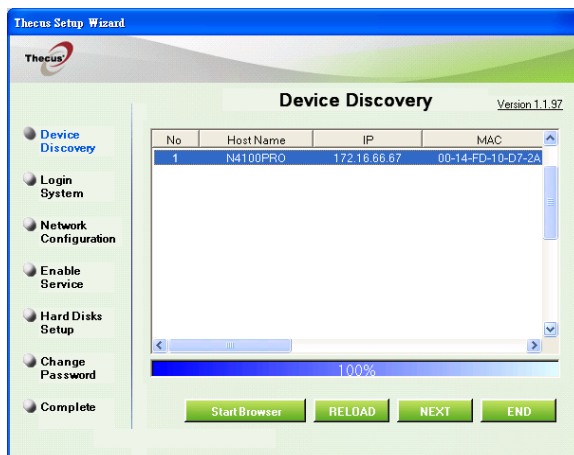 Thecus Setup Wizard
Thecus
Device Discovery
Version 1.1.97
Device
Discovery
Login
System
Network
Configuration
Enable
Service
Hard Disks
Setup
Change
Password
Complete
No Host Name IP MAC
1 N4100PRO 172.16.66.67 00-14-FD-10-D7-2A
100%
Start Browser RELOAD NEXT END